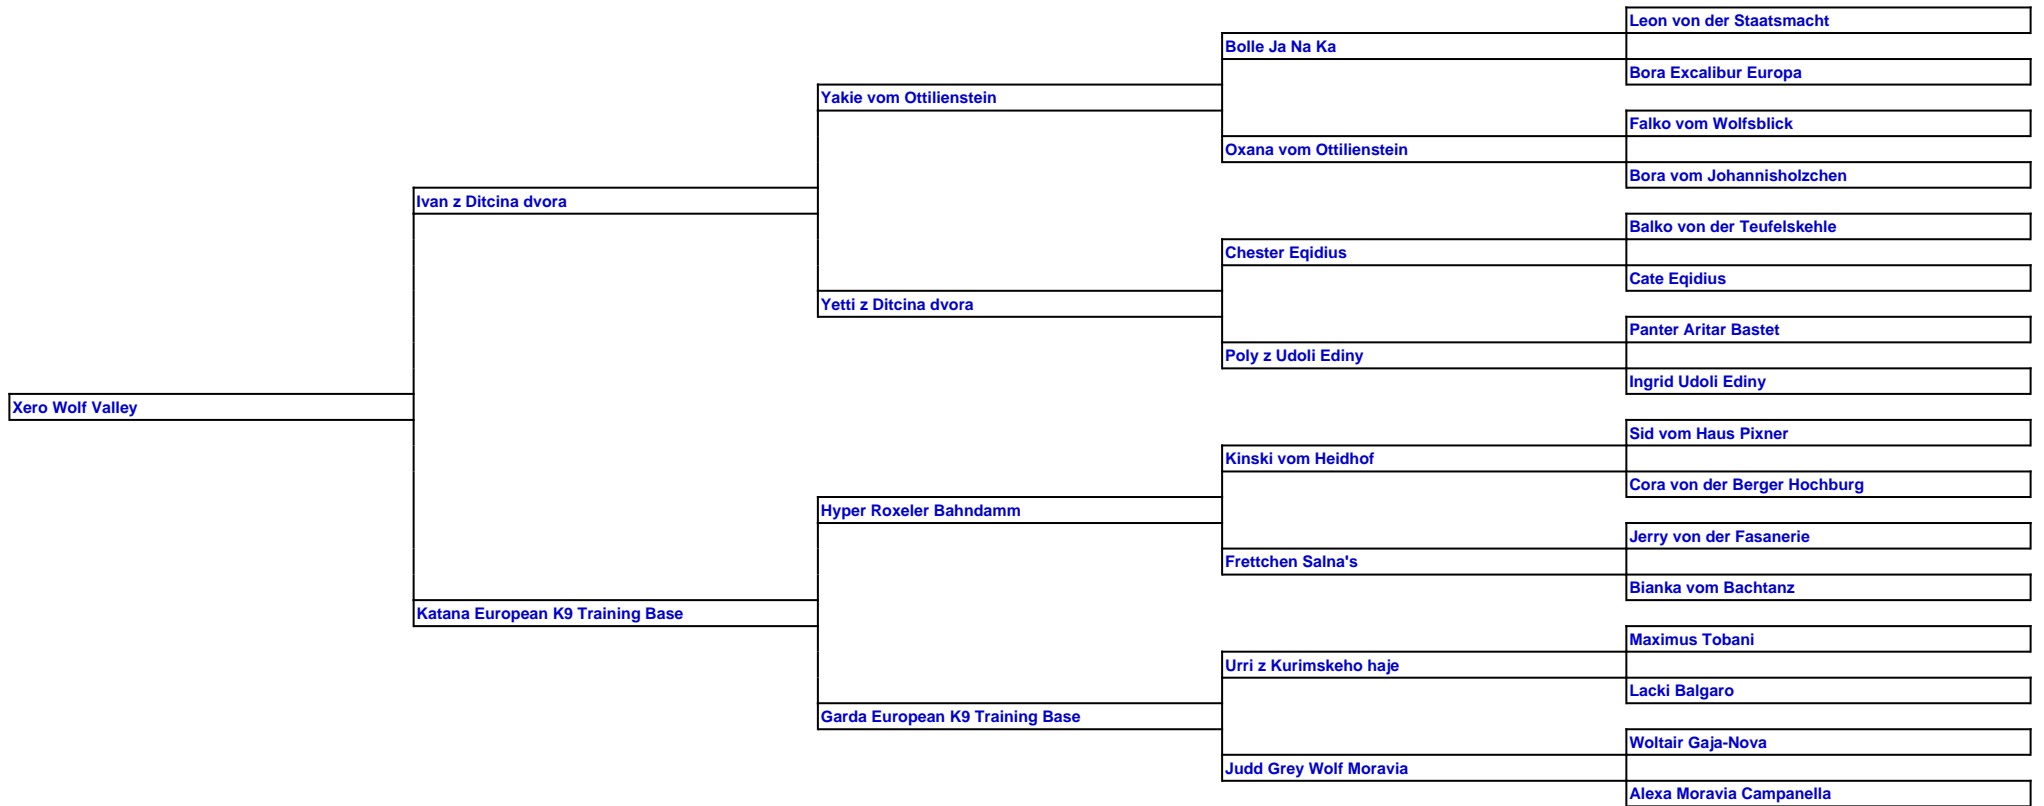 Leon von der Staatsmacht
Bolle Ja Na Ka
Bora Excalibur Europa
Yakie vom Ottilienstein
Falko vom Wolfsblick
Oxana vom Ottilienstein
Bora vom Johannisholzchen
Ivan z Ditcina dvora
Balko von der Teufelskehle
Chester Eqidius
Cate Eqidius
Yetti z Ditcina dvora
Panter Aritar Bastet
Poly z Udoli Ediny
Ingrid Udoli Ediny
Xero Wolf Valley
Sid vom Haus Pixner
Kinski vom Heidhof
Cora von der Berger Hochburg
Hyper Roxeler Bahndamm
Jerry von der Fasanerie
Frettchen Salna's
Bianka vom Bachtanz
Katana European K9 Training Base
Maximus Tobani
Urri z Kurimskeho haje
Lacki Balgaro
Garda European K9 Training Base
Woltair Gaja-Nova
Judd Grey Wolf Moravia
Alexa Moravia Campanella